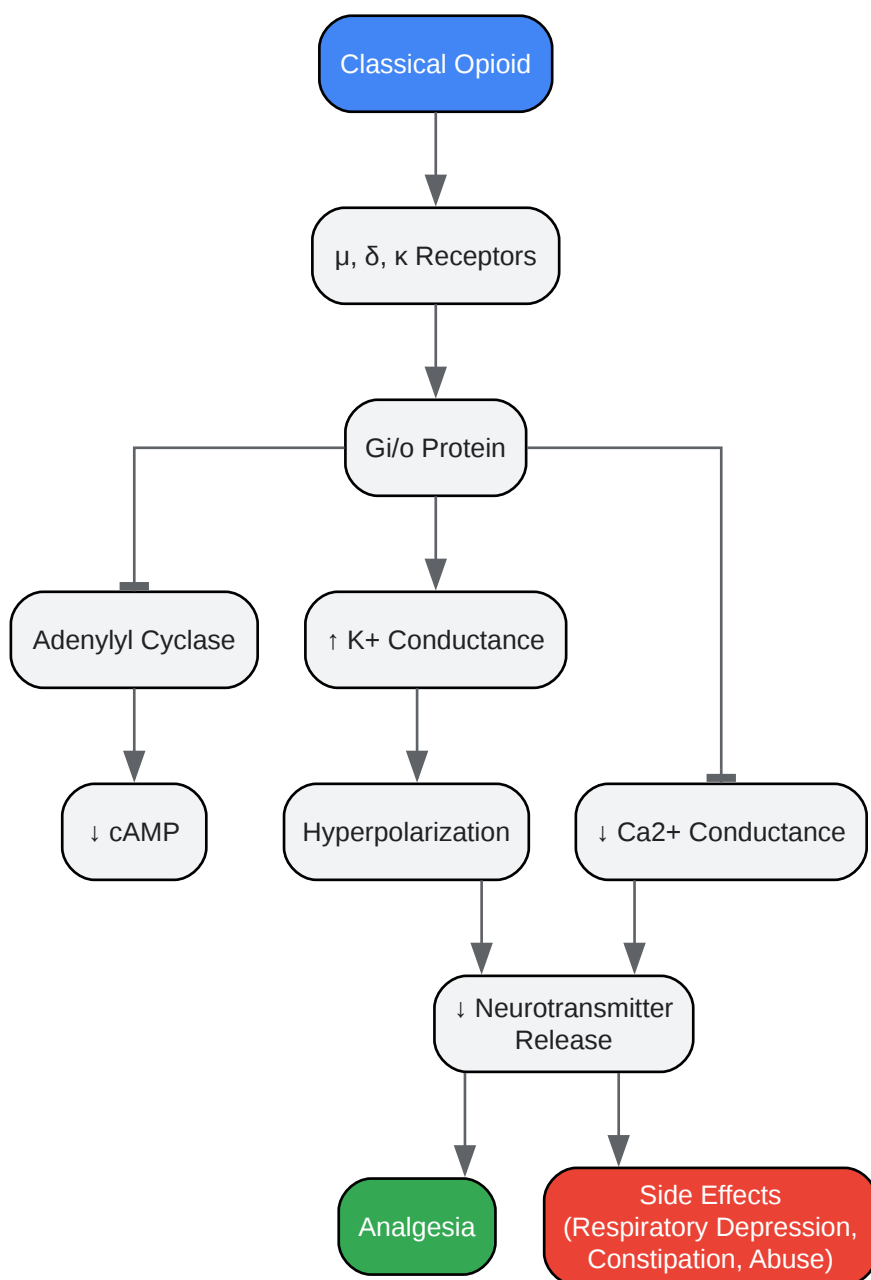 Classical Opioid
μ, δ, κ Receptors
Gi/o Protein
Adenylyl Cyclase
↑ K+ Conductance
↓ cAMP
Hyperpolarization
↓ Ca2+ Conductance
↓ Neurotransmitter
Release
Analgesia
Side Effects
(Respiratory Depression,
Constipation, Abuse)